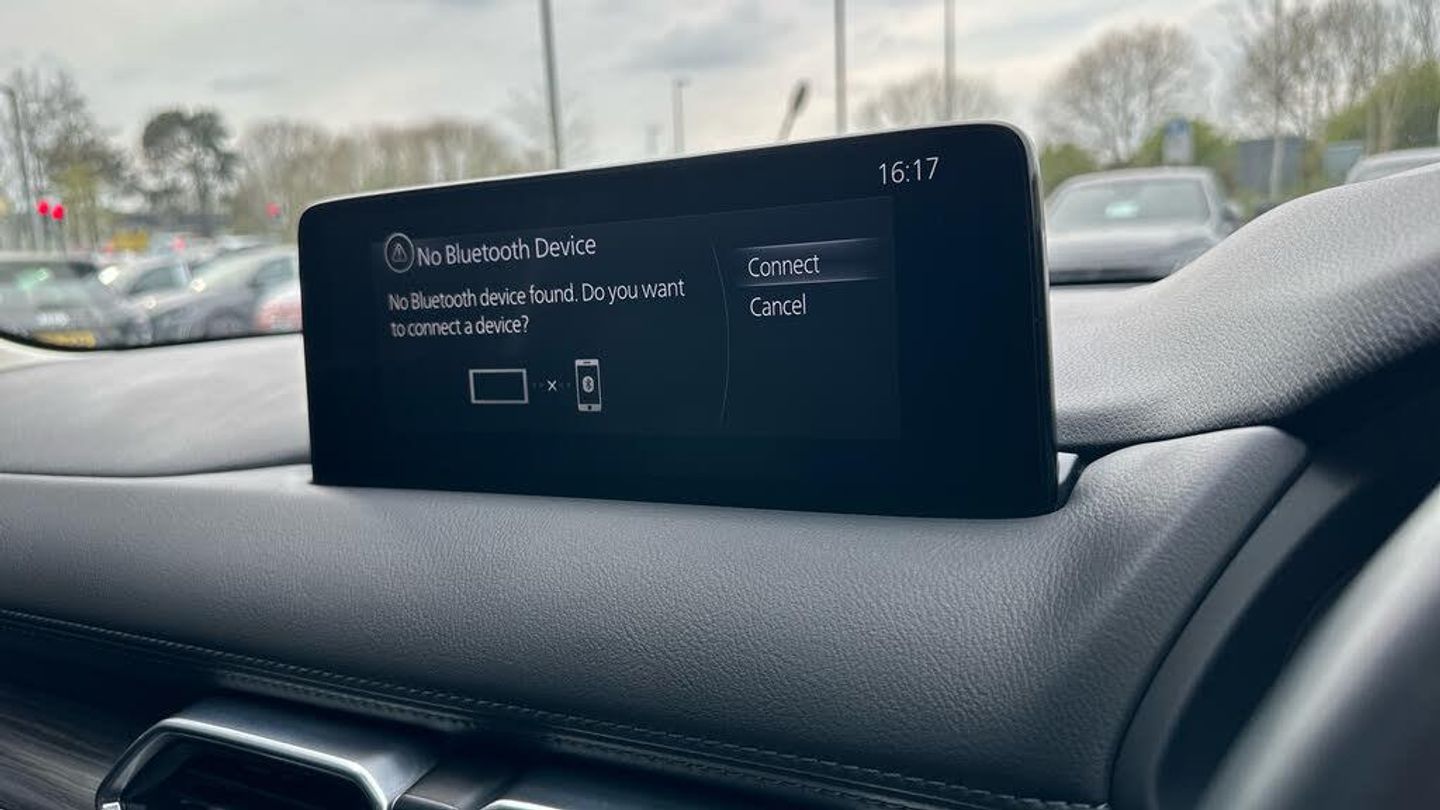 16:17
No Bluetooth Device
No Bluetooth device found. Do you want
to connect a device?
Connect
Cancel